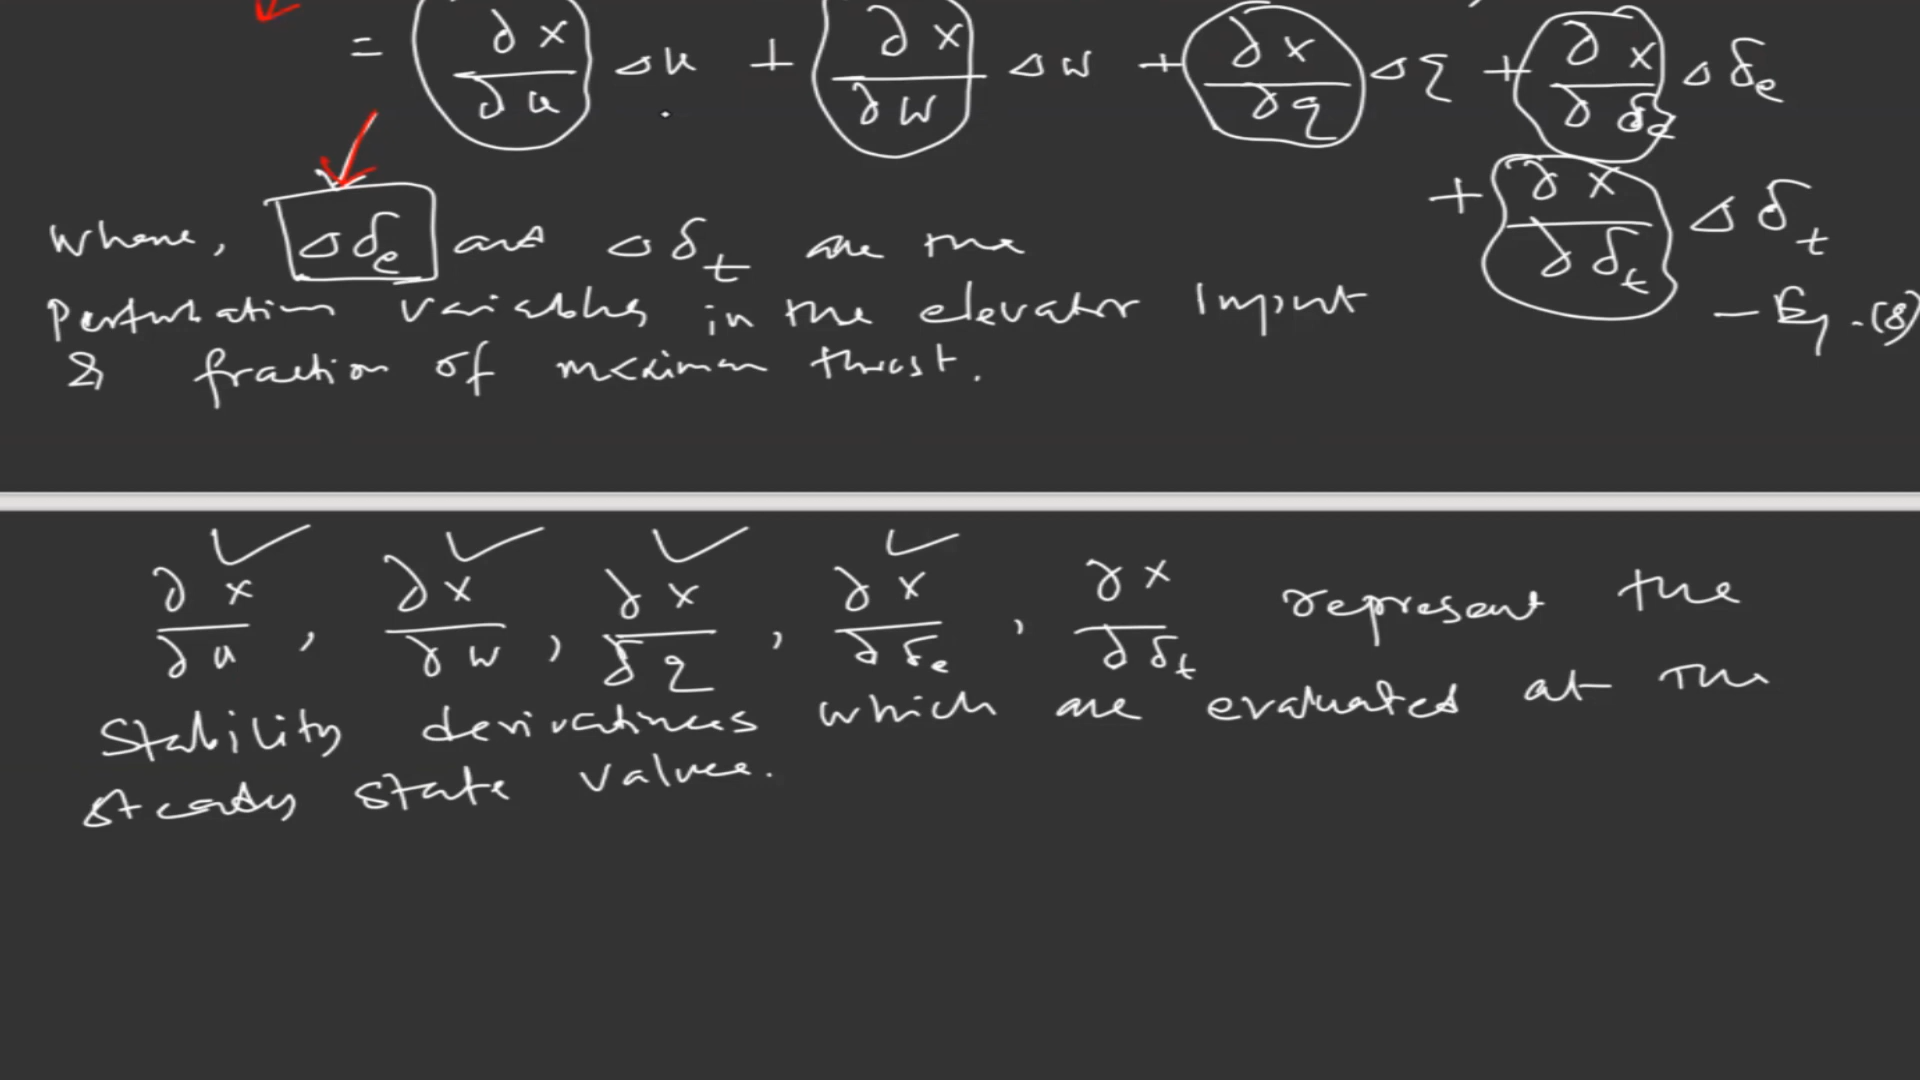 = ∂x/∂u Δu + ∂x/∂w Δw + ∂x/∂q Δq + ∂x/∂δe Δδe
+ ∂x/∂δt Δδt
– Eq.(8)
Where, Δδe and Δδt are the
perturbation variables in the elevator input
& fraction of maximum thrust.
∂x/∂u, ∂x/∂w, ∂x/∂q, ∂x/∂δe, ∂x/∂δt represent the
stability derivatives which are evaluated at the
steady state values.